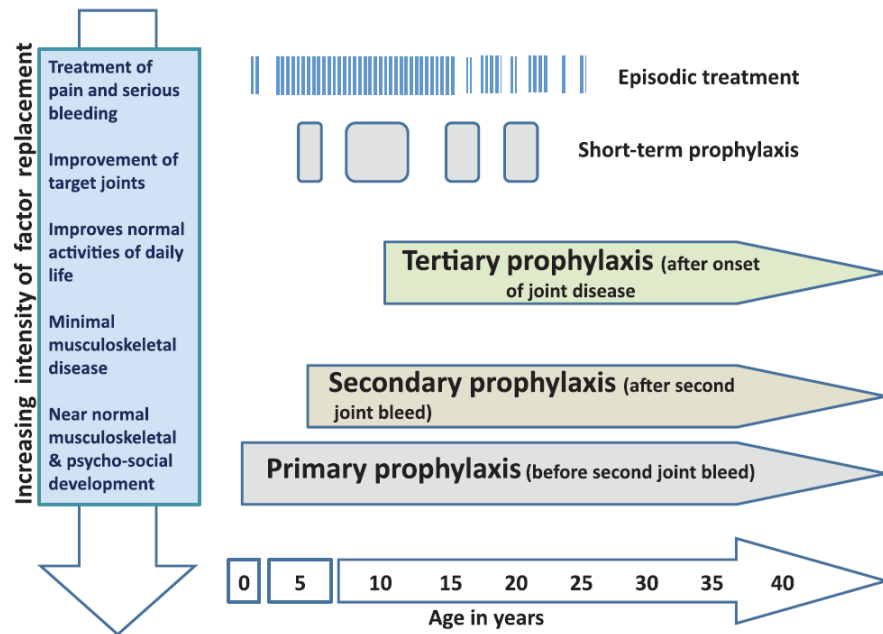 Increasing intensity of factor replacement
Treatment of
pain and serious
bleeding
Improvement of
target joints
Improves normal
activities of daily
life
Minimal
musculoskeletal
disease
Near normal
musculoskeletal
& psycho-social
development
Episodic treatment
Short-term prophylaxis
Tertiary prophylaxis (after onset
of joint disease
Secondary prophylaxis (after second
joint bleed)
Primary prophylaxis (before second joint bleed)
0 5 10 15 20 25 30 35 40
Age in years